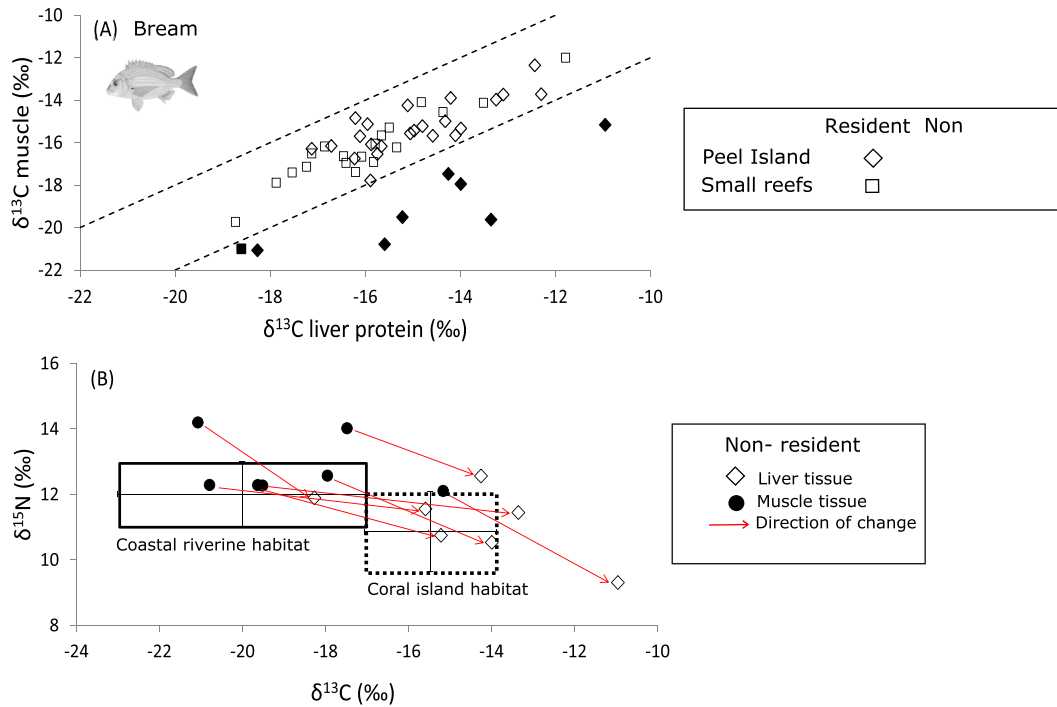 (A) Bream
-10
-12
-14
-16
-18
-20
-22
δ¹³C muscle (‰)
-22 -20 -18 -16 -14 -12 -10
δ¹³C liver protein (‰)
Resident Non
Peel Island
Small reefs
(B)
16
14
12
10
8
δ¹⁵N (‰)
Coastal riverine habitat
Coral island habitat
-24 -22 -20 -18 -16 -14 -12 -10
δ¹³C (‰)
Non- resident
Liver tissue
Muscle tissue
Direction of change